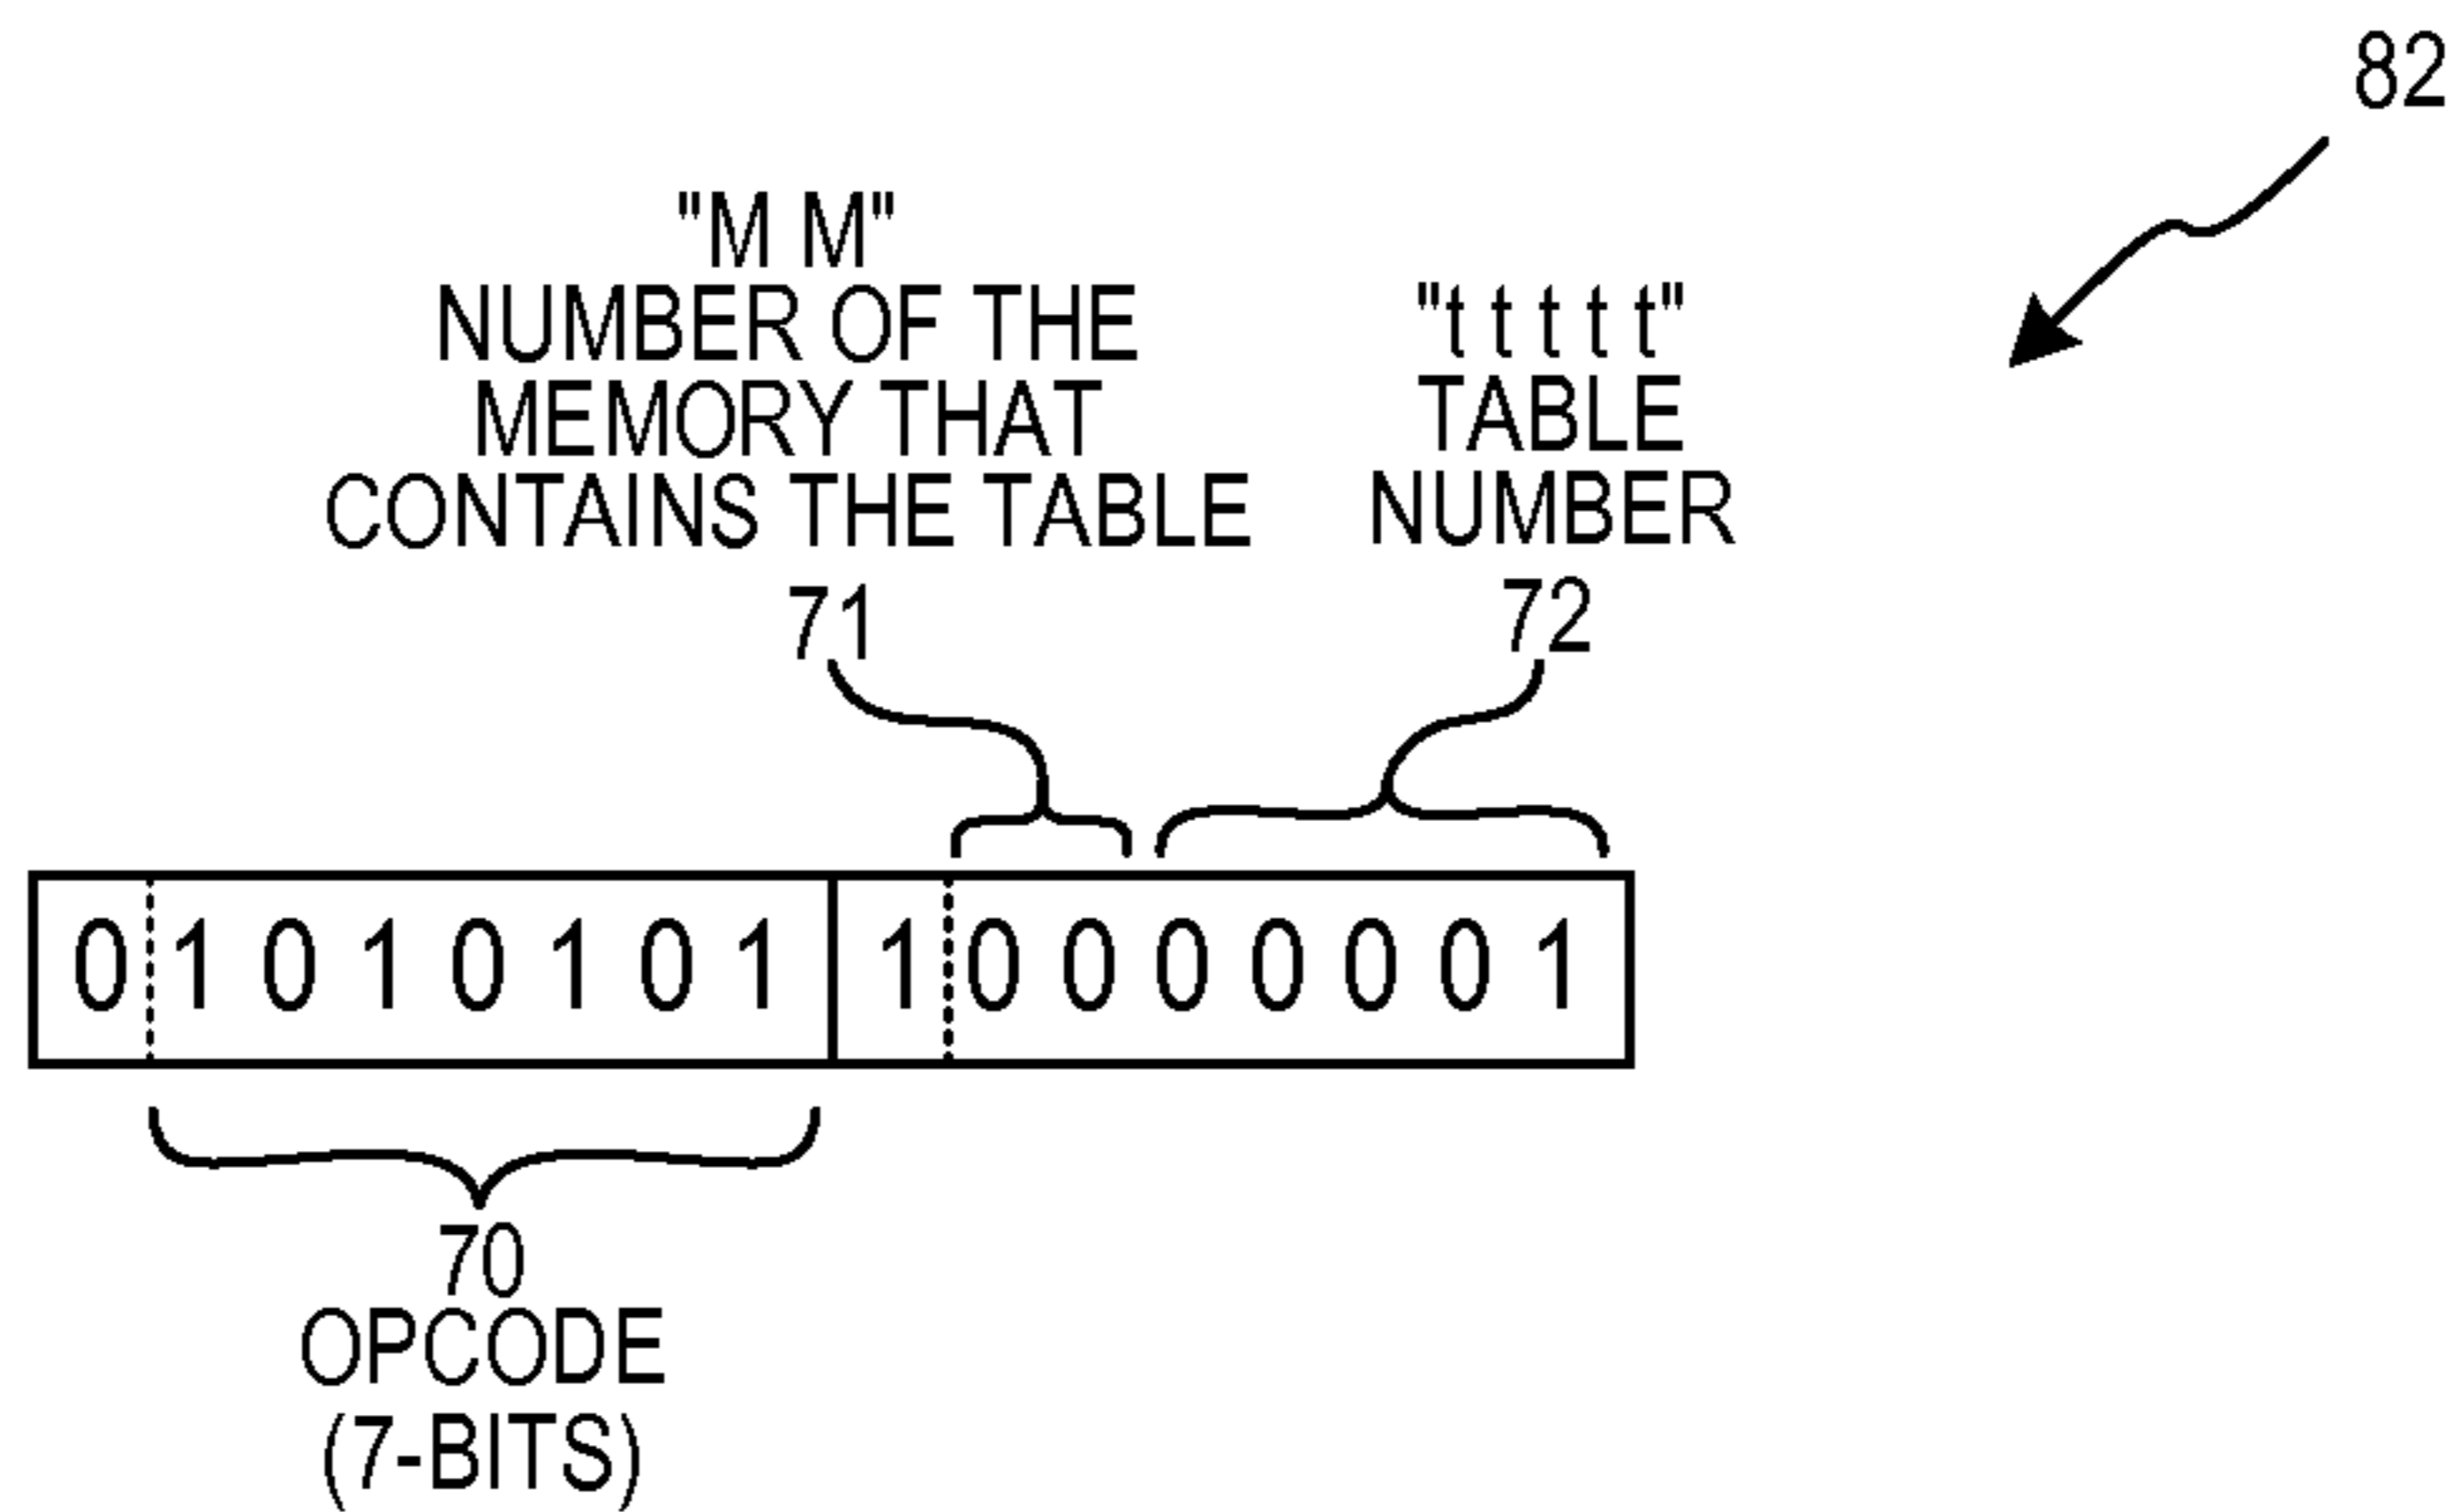 82
"M M"
NUMBER OF THE
MEMORY THAT
CONTAINS THE TABLE
71
"t t t t t"
TABLE
NUMBER
72
0 1 0 1 0 1 0 1 1 0 0 0 0 0 0 1
70
OPCODE
(7-BITS)